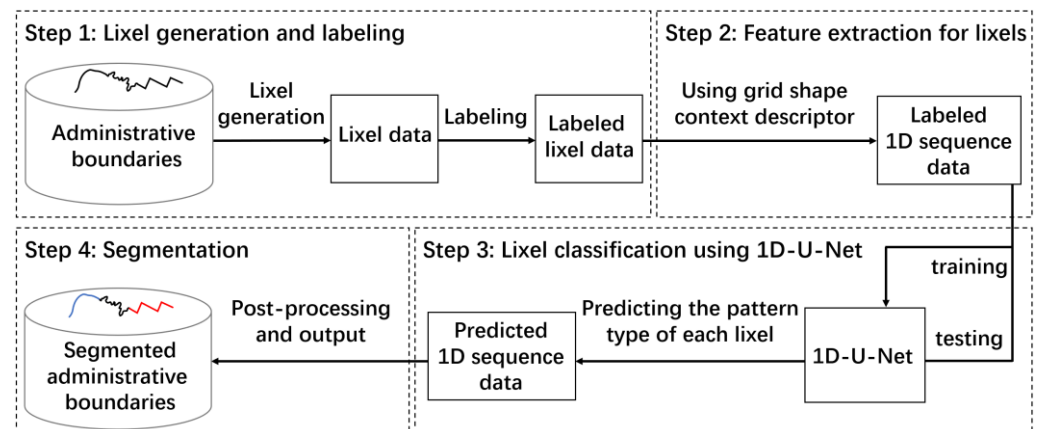 Step 1: Lixel generation and labeling
Administrative
boundaries
Lixel
generation
Lixel data
Labeling
Labeled
lixel data
Step 2: Feature extraction for lixels
Using grid shape
context descriptor
Labeled
1D sequence
data
Step 3: Lixel classification using 1D-U-Net
training
testing
1D-U-Net
Predicting the pattern
type of each lixel
Predicted
1D sequence
data
Step 4: Segmentation
Post-processing
and output
Segmented
administrative
boundaries